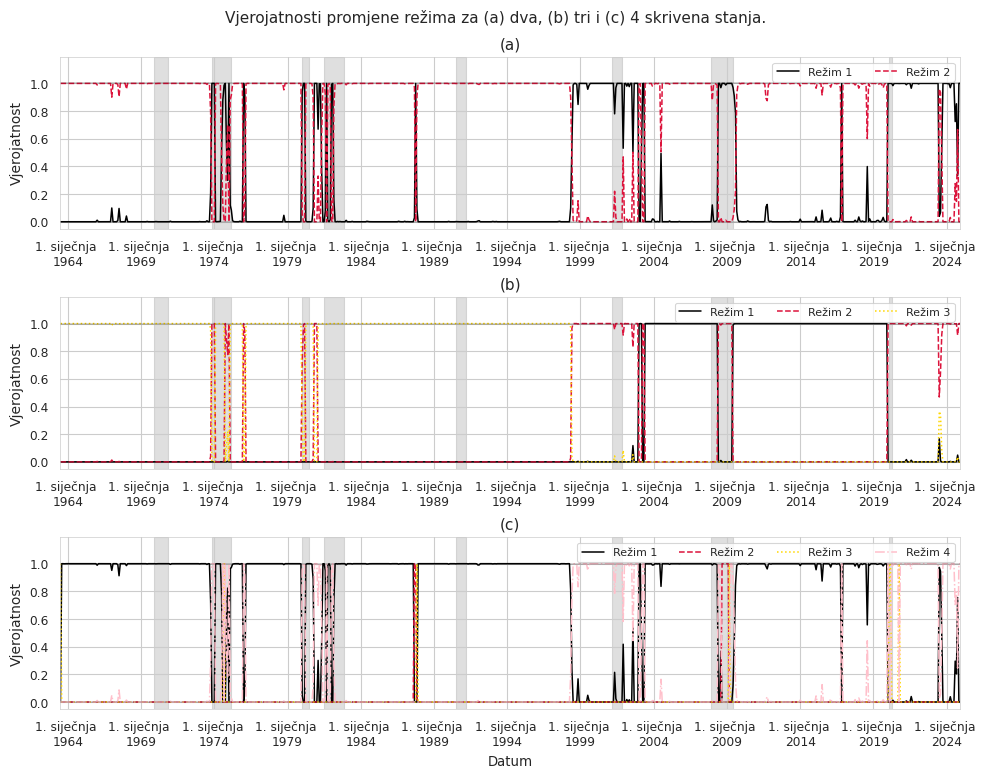 Vjerojatnosti promjene režima za (a) dva, (b) tri i (c) 4 skrivena stanja.
(a)
Režim 1 Režim 2
Vjerojatnost
1.0
0.8
0.6
0.4
0.2
0.0
1. siječnja 1. siječnja 1. siječnja 1. siječnja 1. siječnja 1. siječnja 1. siječnja 1. siječnja 1. siječnja 1. siječnja 1. siječnja 1. siječnja 1. siječnja
1964 1969 1974 1979 1984 1989 1994 1999 2004 2009 2014 2019 2024
(b)
Režim 1 Režim 2 Režim 3
Vjerojatnost
1.0
0.8
0.6
0.4
0.2
0.0
1. siječnja 1. siječnja 1. siječnja 1. siječnja 1. siječnja 1. siječnja 1. siječnja 1. siječnja 1. siječnja 1. siječnja 1. siječnja 1. siječnja 1. siječnja
1964 1969 1974 1979 1984 1989 1994 1999 2004 2009 2014 2019 2024
(c)
Režim 1 Režim 2 Režim 3 Režim 4
Vjerojatnost
1.0
0.8
0.6
0.4
0.2
0.0
1. siječnja 1. siječnja 1. siječnja 1. siječnja 1. siječnja 1. siječnja 1. siječnja 1. siječnja 1. siječnja 1. siječnja 1. siječnja 1. siječnja 1. siječnja
1964 1969 1974 1979 1984 1989 1994 1999 2004 2009 2014 2019 2024
Datum